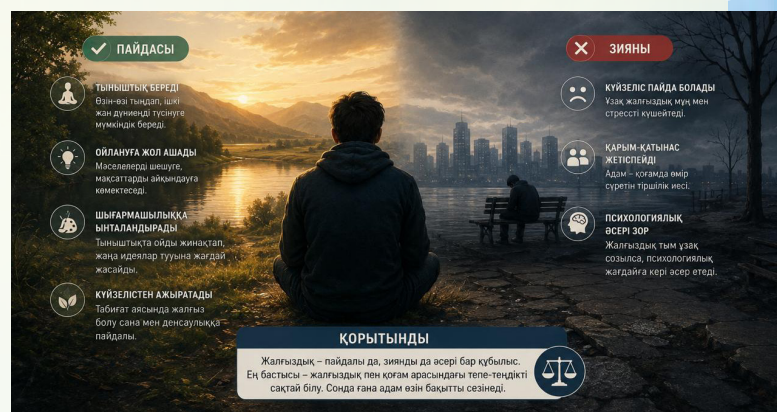 ПАЙДАСЫ
ТЫНЫШТЫҚ БЕРЕДІ
Өзін-өзі тыңдап, ішкі
жан дүниеңді түсінуге
мүмкіндік береді.
ОЙЛАНУҒА ЖОЛ АШАДЫ
Мәселелерді шешуге,
мақсаттарды айқындауға
көмектеседі.
ШЫҒАРМАШЫЛЫҚҚА
ЫНТАЛАНДЫРАДЫ
Тыныштықта ойды жинақтап,
жаңа идеялар тууына жағдай
жасайды.
КҮЙЗЕЛІСТЕН АЖЫРАТАДЫ
Табиғат аясында жалғыз
болу сана мен денсаулыққа
пайдалы.
ЗИЯНЫ
КҮЙЗЕЛІС ПАЙДА БОЛАДЫ
Ұзақ жалғыздық мұң мен
стрессті күшейтеді.
ҚАРЫМ-ҚАТЫНАС
ЖЕТІСПЕЙДІ
Адам – қоғамда өмір
сүретін тіршілік иесі.
ПСИХОЛОГИЯЛЫҚ
ӘСЕРІ ЗОР
Жалғыздық тым ұзақ
созылса, психологиялық
жағдайға кері әсер етеді.
ҚОРЫТЫНДЫ
Жалғыздық – пайдалы да, зиянды да әсері бар құбылыс.
Ең бастысы – жалғыздық пен қоғам арасындағы тепе-теңдікті
сақтай білу. Сонда ғана адам өзін бақытты сезінеді.